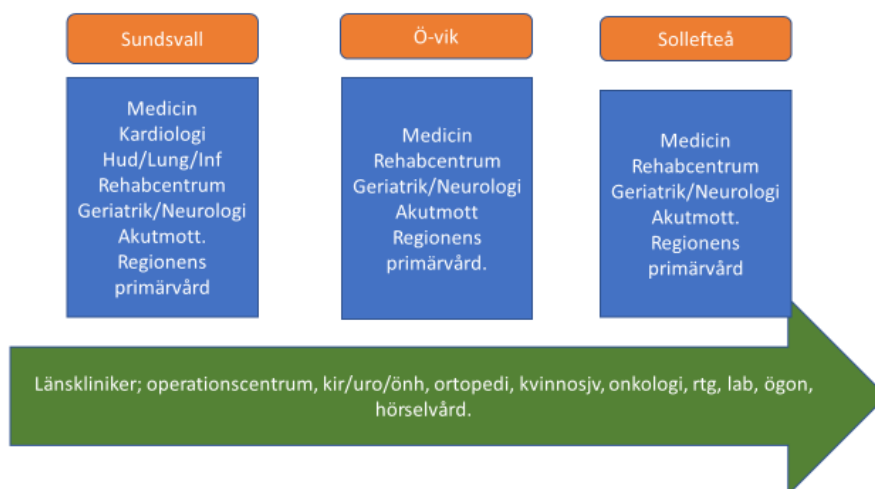 Sundsvall
Ö-vik
Sollefteå
Medicin
Kardiologi
Hud/Lung/Inf
Rehabcentrum
Geriatrik/Neurologi
Akutmott.
Regionens
primärvård
Medicin
Rehabcentrum
Geriatrik/Neurologi
Akutmott
Regionens
primärvård.
Medicin
Rehabcentrum
Geriatrik/Neurologi
Akutmott.
Regionens
primärvård
Länskliniker; operationscentrum, kir/uro/önh, ortopedi, kvinnosjv, onkologi, rtg, lab, ögon,
hörselvård.